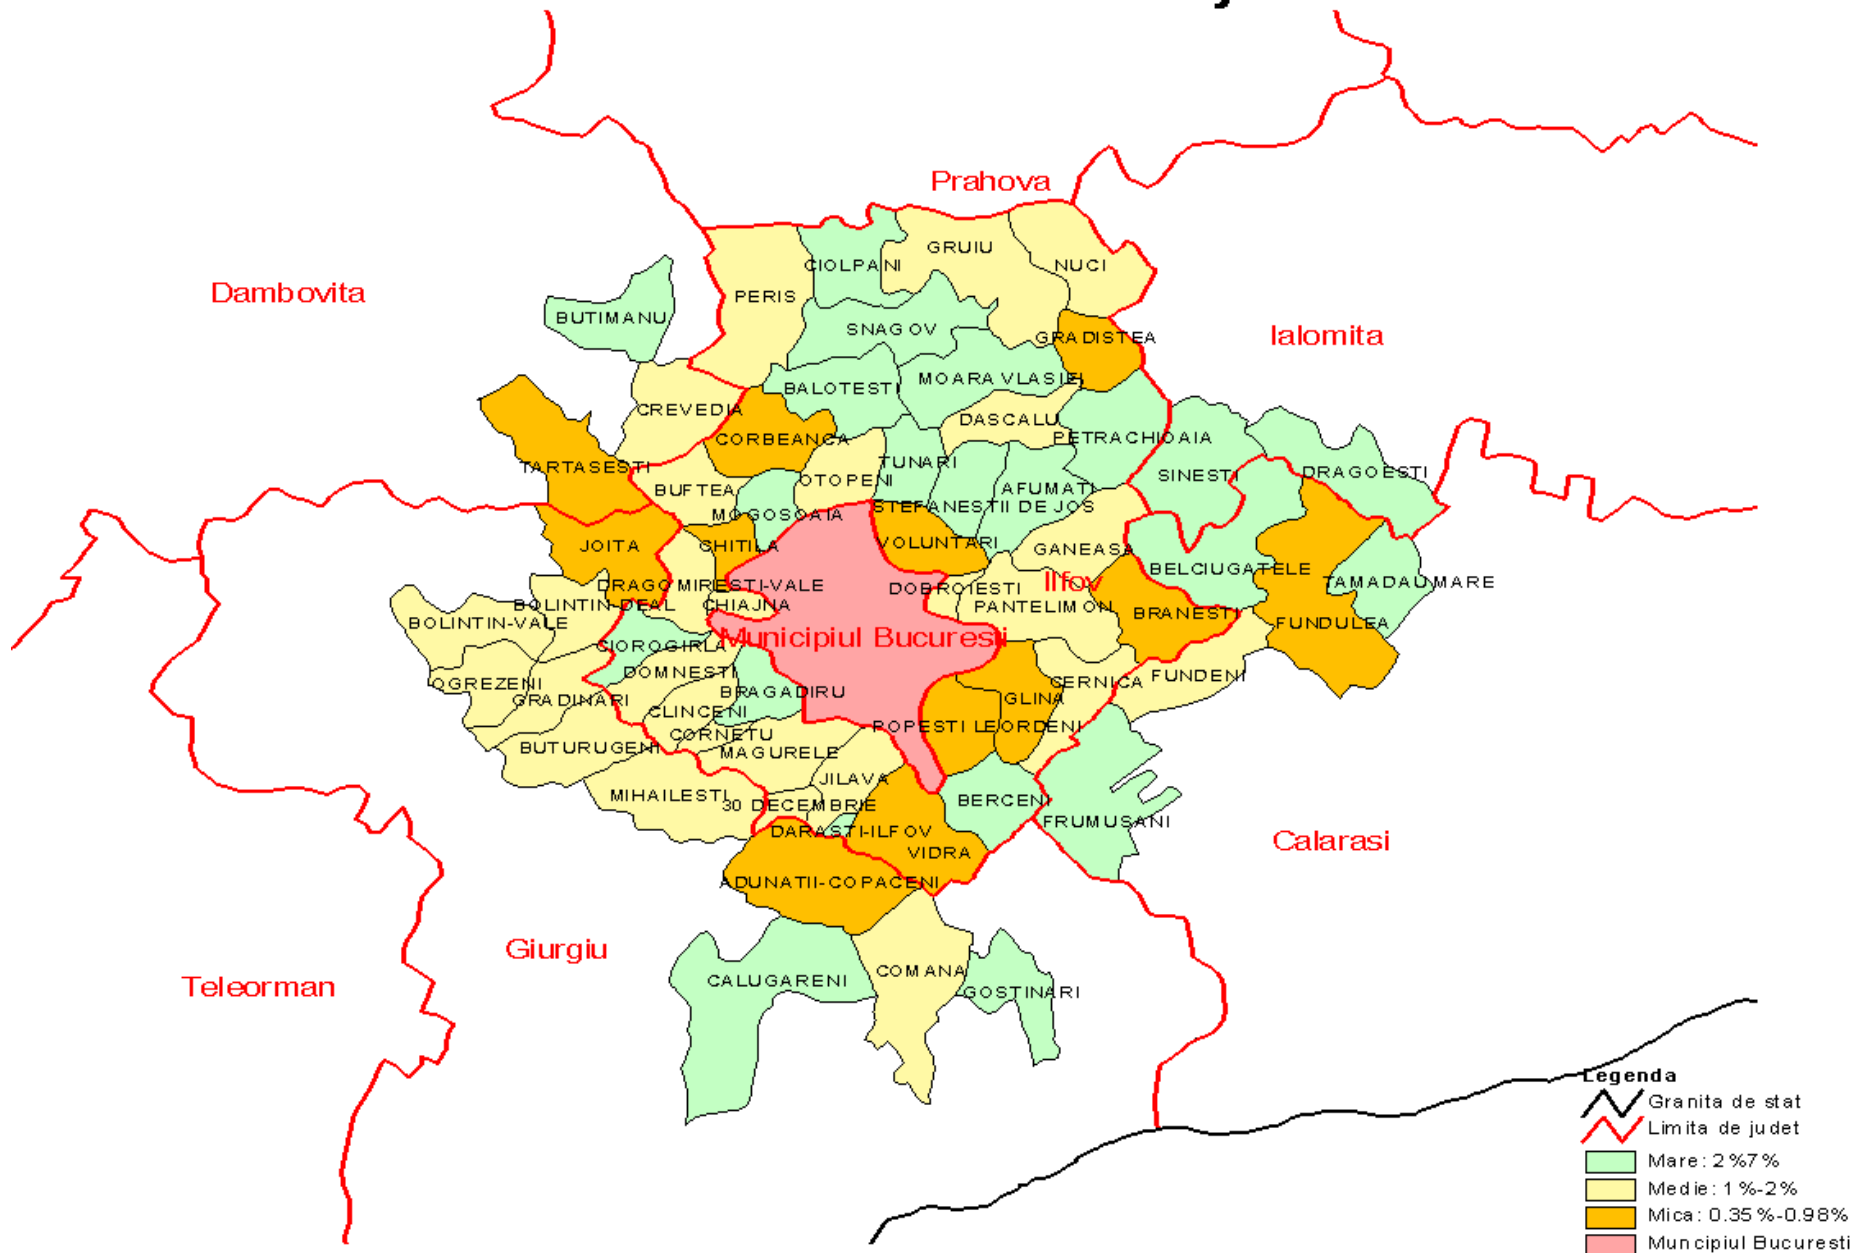 Prahova
GRUIU
CIOLPANI
NUCI
Dambovita
PERIS
BUTIMANU
SNAGOV
GRADISTEA
Ialomita
MOARA VLASIEI
BALOTESTI
CREVEDIA
DASCALU
CORBEANCA
PETRACHIOAIA
TARTASESTI
TUNARI
SINESTI
DRAGOESTI
OTOPENI
BUFTEA
AFUMATI
MOGOSOAIA
STEFANESTII DE JOS
JOITA
CHITILA
VOLUNTARI
GANEASA
BELCIUGATELE
DRAGOMIRESTI-VALE
DOBROIESTI
Ilfov
TAMADAU MARE
BOLINTIN-DEAL
CHIAJNA
PANTELIMON
BRANESTI
BOLINTIN-VALE
FUNDULEA
Municipiul Bucuresti
CIOROGIRLA
DOMNESTI
OGREZENI
CERNICA
FUNDENI
GRADINARI
BRAGADIRU
GLINA
CLINCENI
POPESTI LEORDENI
CORNETU
BUTURUGENI
MAGURELE
JILAVA
MIHAILESTI
30 DECEMBRIE
BERCENI
DARASTI-ILFOV
FRUMUSANI
VIDRA
Calarasi
ADUNATII-COPACENI
Giurgiu
COMANA
CALUGARENI
Teleorman
GOSTINARI
Legenda
Granita de stat
Limita de judet
Mare: 2%7%
Medie: 1%-2%
Mica: 0.35%-0.98%
Muncipiul Bucuresti